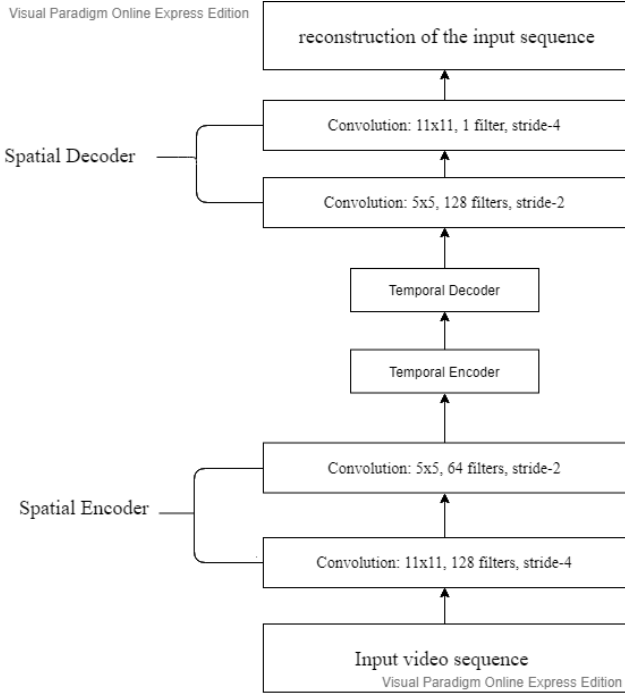 Visual Paradigm Online Express Edition
reconstruction of the input sequence
Convolution: 11x11, 1 filter, stride-4
Spatial Decoder
Convolution: 5x5, 128 filters, stride-2
Temporal Decoder
Temporal Encoder
Convolution: 5x5, 64 filters, stride-2
Spatial Encoder
Convolution: 11x11, 128 filters, stride-4
Input video sequence
Visual Paradigm Online Express Edition